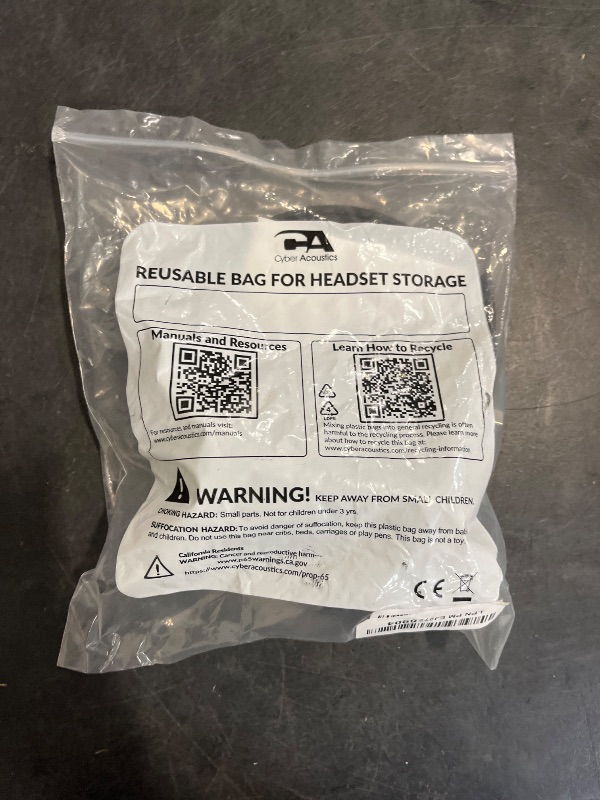 CA
Cyber Acoustics
REUSABLE BAG FOR HEADSET STORAGE
Manuals and Resources
For resources and manuals visit:
www.cyberacoustics.com/manuals
Learn How to Recycle
4
LDPE
Mixing plastic bags into general recycling is often
harmful to the recycling process. Please learn more
about how to recycle this bag at:
www.cyberacoustics.com/recycling-information
WARNING! KEEP AWAY FROM SMALL CHILDREN.
CHOKING HAZARD: Small parts. Not for children under 3 yrs.
SUFFOCATION HAZARD: To avoid danger of suffocation, keep this plastic bag away from babies
and children. Do not use this bag near cribs, beds, carriages or play pens. This bag is not a toy.
California Residents
WARNING: Cancer and reproductive harm
www.p65warnings.ca.gov
https://www.cyberacoustics.com/prop-65
CE